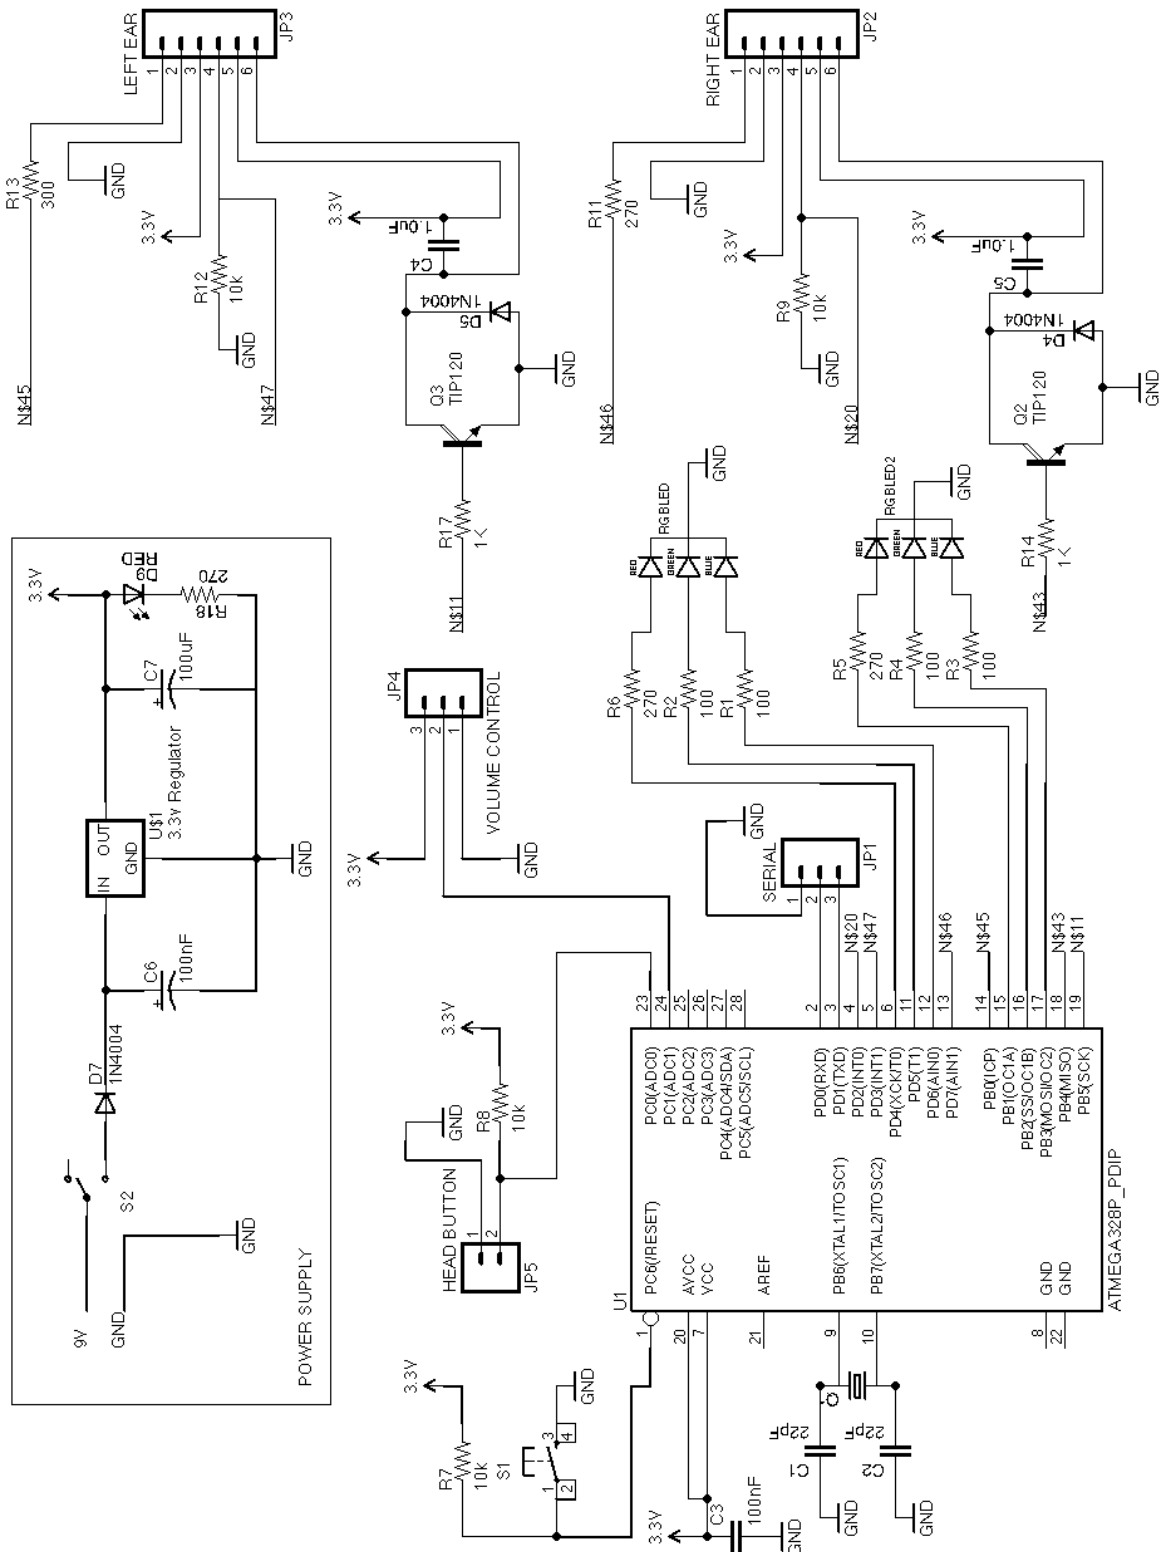 LEFT EAR
JP3
1
2
3
4
5
6
R13
300
GND
3.3V
R12
10k
GND
N$45
N$47
3.3V
1.0uF
C4
1N4004
D5
Q3
TIP120
GND
R17
1K
N$11
RIGHT EAR
JP2
1
2
3
4
5
6
R11
270
GND
3.3V
R9
10k
GND
N$46
N$20
3.3V
1.0uF
C5
1N4004
D4
Q2
TIP120
GND
R14
1K
N$43
POWER SUPPLY
9V
GND
GND
S2
D7
1N4004
C6
100nF
IN
OUT
GND
U$1
3.3v Regulator
GND
C7
100uF
3.3V
D9
RED
R18
270
JP4
3
2
1
VOLUME CONTROL
3.3V
GND
RGBLED
RED
GREEN
BLUE
GND
R6
270
R2
100
R1
100
RGBLED2
RED
GREEN
BLUE
GND
R5
270
R4
100
R3
100
SERIAL
JP1
1
2
3
GND
HEAD BUTTON
JP5
1
2
GND
R8
10k
3.3V
N$20
N$47
N$46
N$45
N$43
N$11
U1
ATMEGA328P_PDIP
23 PC0(ADC0)
24 PC1(ADC1)
25 PC2(ADC2)
26 PC3(ADC3)
27 PC4(ADC4/SDA)
28 PC5(ADC5/SCL)
2 PD0(RXD)
3 PD1(TXD)
4 PD2(INT0)
5 PD3(INT1)
6 PD4(XCK/T0)
11 PD5(T1)
12 PD6(AIN0)
13 PD7(AIN1)
14 PB0(ICP)
15 PB1(OC1A)
16 PB2(SS/OC1B)
17 PB3(MOSI/OC2)
18 PB4(MISO)
19 PB5(SCK)
1 PC6(/RESET)
20 AVCC
7 VCC
21 AREF
9 PB6(XTAL1/TOSC1)
10 PB7(XTAL2/TOSC2)
8 GND
22 GND
3.3V
R7
10k
S1
1
2
3
4
GND
3.3V
C3
100nF
GND
Q1
22pF
C1
GND
22pF
C2
GND